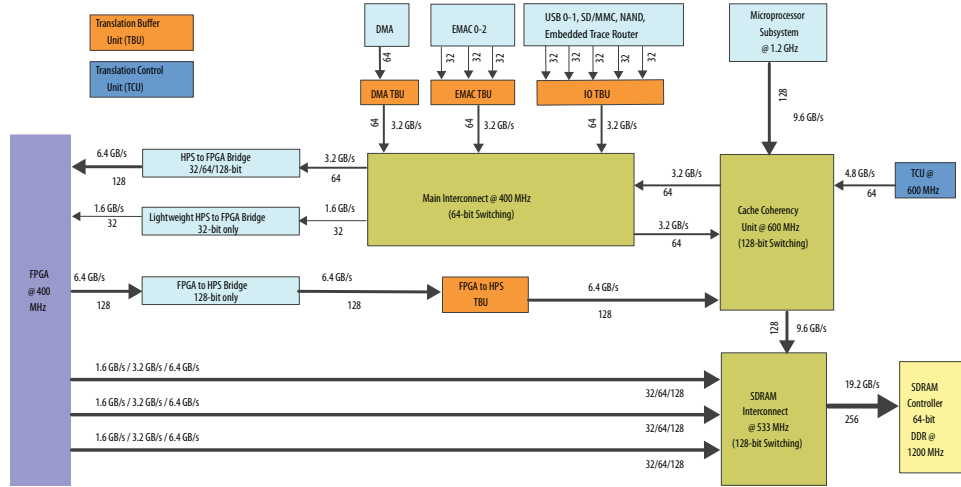 Translation Buffer
Unit (TBU)
Translation Control
Unit (TCU)
DMA
EMAC 0-2
USB 0-1, SD/MMC, NAND,
Embedded Trace Router
Microprocessor
Subsystem
@ 1.2 GHz
64
32
32
32
32
32
32
32
32
DMA TBU
EMAC TBU
IO TBU
128
9.6 GB/s
64
3.2 GB/s
64
3.2 GB/s
64
3.2 GB/s
6.4 GB/s
128
HPS to FPGA Bridge
32/64/128-bit
3.2 GB/s
64
Main Interconnect @ 400 MHz
(64-bit Switching)
3.2 GB/s
64
Cache Coherency
Unit @ 600 MHz
(128-bit Switching)
4.8 GB/s
64
TCU @
600 MHz
1.6 GB/s
32
Lightweight HPS to FPGA Bridge
32-bit only
1.6 GB/s
32
3.2 GB/s
64
FPGA
@ 400
MHz
6.4 GB/s
128
FPGA to HPS Bridge
128-bit only
6.4 GB/s
128
FPGA to HPS
TBU
6.4 GB/s
128
128
9.6 GB/s
1.6 GB/s / 3.2 GB/s / 6.4 GB/s
32/64/128
1.6 GB/s / 3.2 GB/s / 6.4 GB/s
32/64/128
1.6 GB/s / 3.2 GB/s / 6.4 GB/s
32/64/128
SDRAM
Interconnect
@ 533 MHz
(128-bit Switching)
19.2 GB/s
256
SDRAM
Controller
64-bit
DDR @
1200 MHz